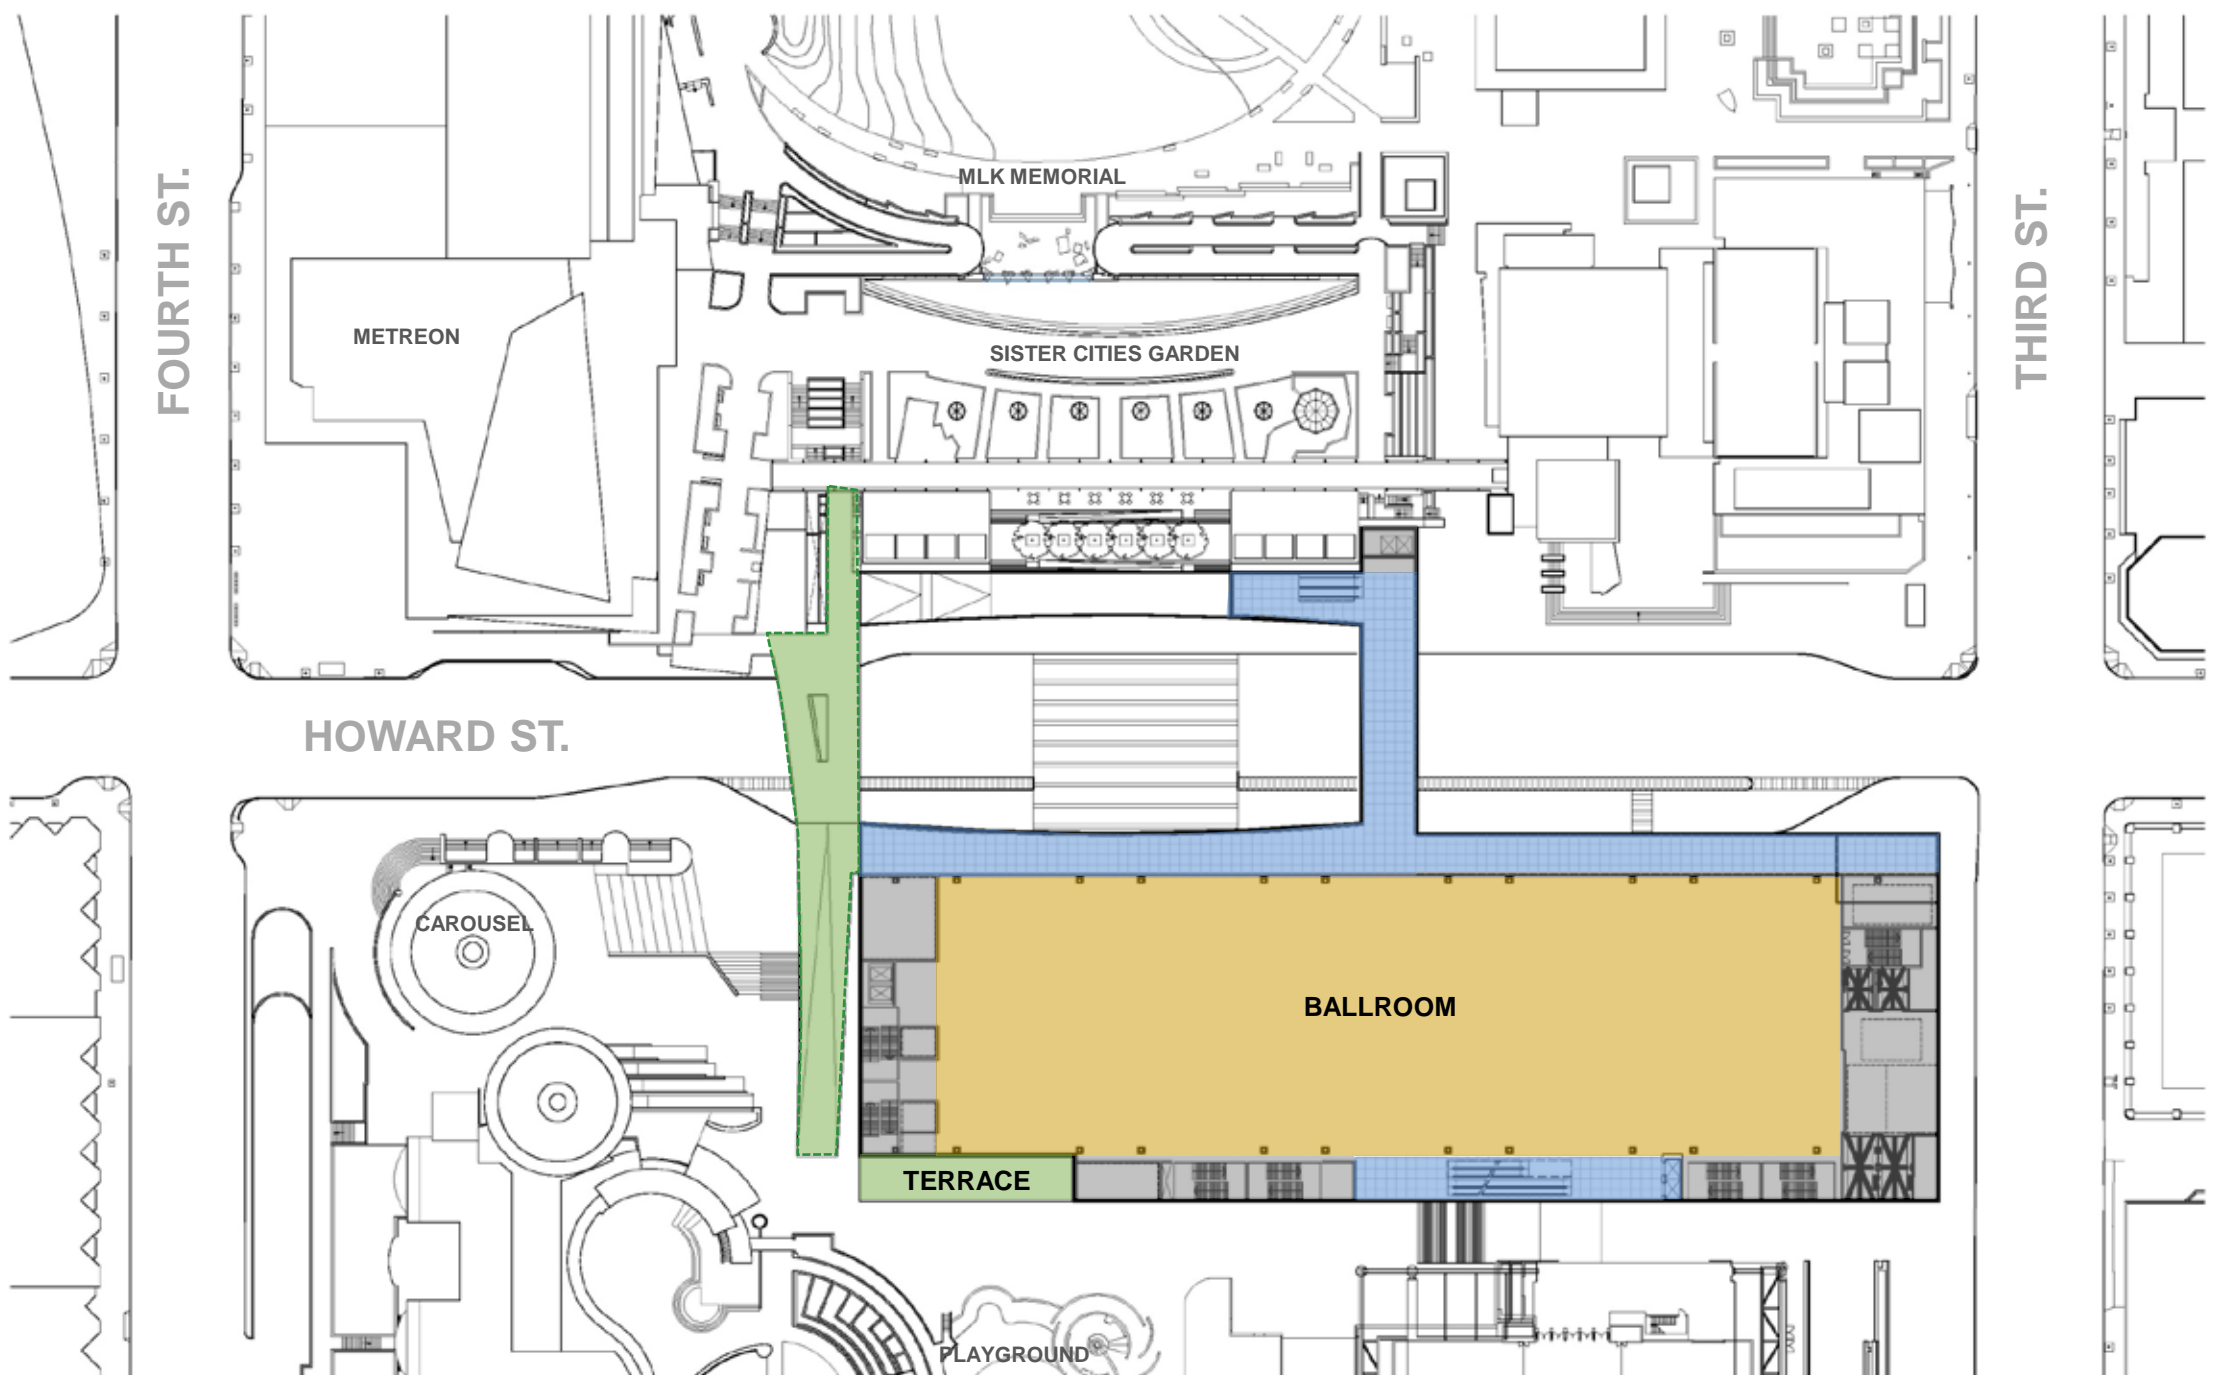 MLK MEMORIAL
FOURTH ST.
THIRD ST.
METREON
SISTER CITIES GARDEN
HOWARD ST.
CAROUSEL
BALLROOM
TERRACE
PLAYGROUND